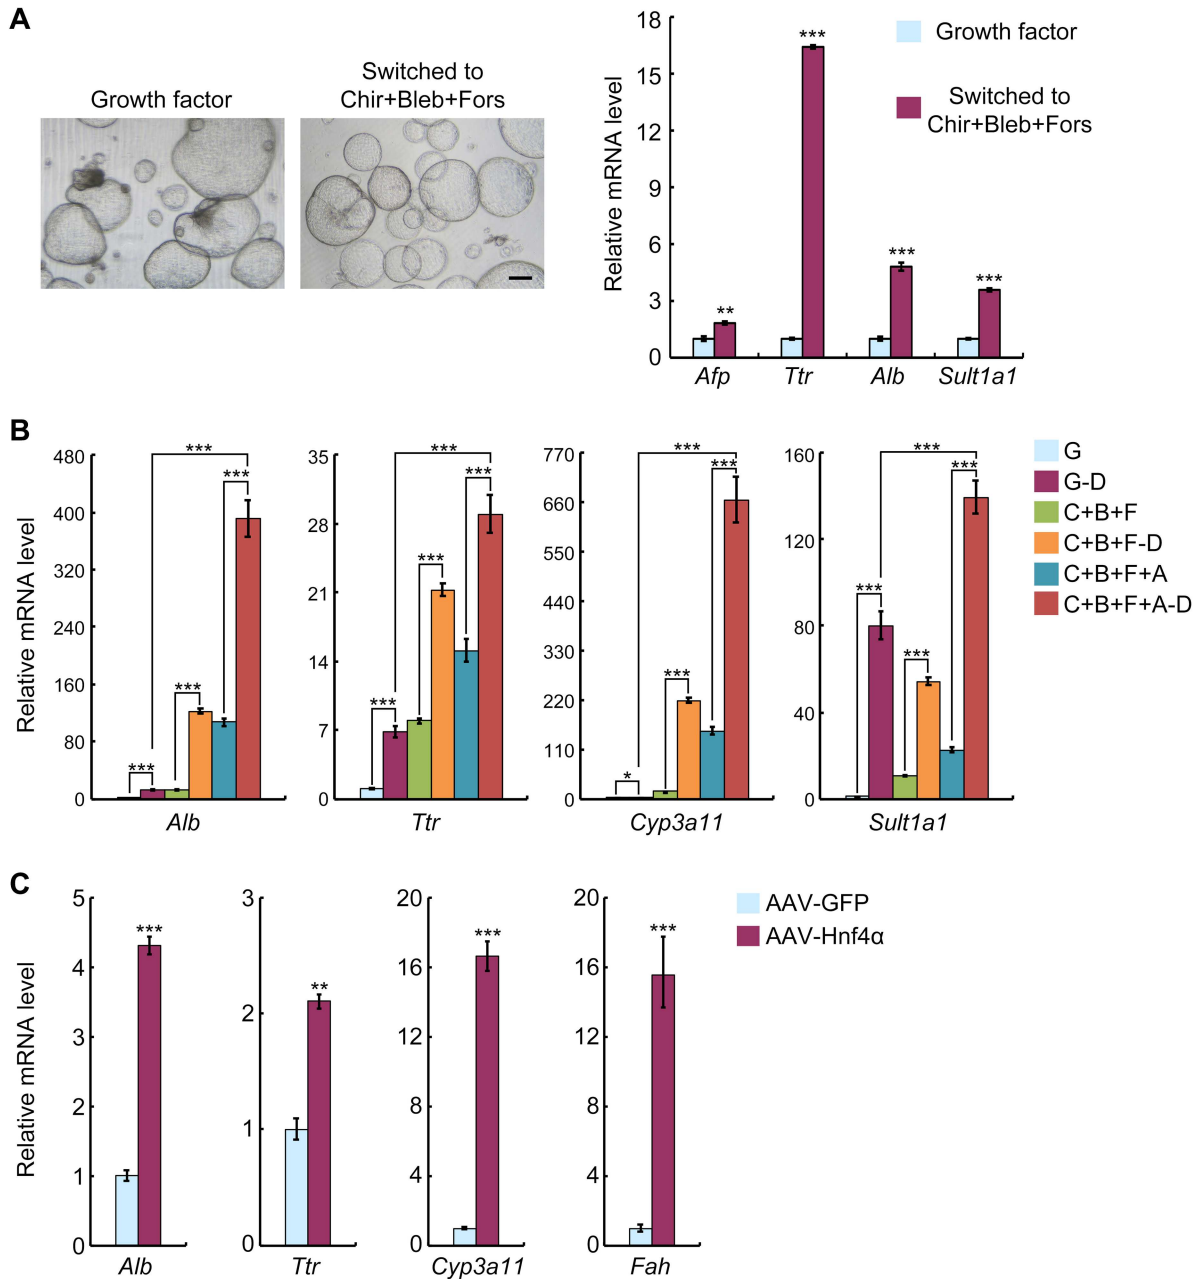 A
Growth factor
Switched to
Chir+Bleb+Fors
Relative mRNA level
18
15
12
9
6
3
0
**
***
***
***
Afp
Ttr
Alb
Sult1a1
Growth factor
Switched to
Chir+Bleb+Fors
B
Relative mRNA level
480
400
320
240
160
80
0
***
***
***
***
Alb
35
28
21
14
7
0
***
***
***
***
Ttr
770
660
550
440
330
220
110
0
***
***
***
*
Cyp3a11
160
120
80
40
0
***
***
***
***
Sult1a1
G
G-D
C+B+F
C+B+F-D
C+B+F+A
C+B+F+A-D
C
Relative mRNA level
5
4
3
2
1
0
***
Alb
3
2
1
0
**
Ttr
20
16
12
8
4
0
***
Cyp3a11
20
16
12
8
4
0
***
Fah
AAV-GFP
AAV-Hnf4α